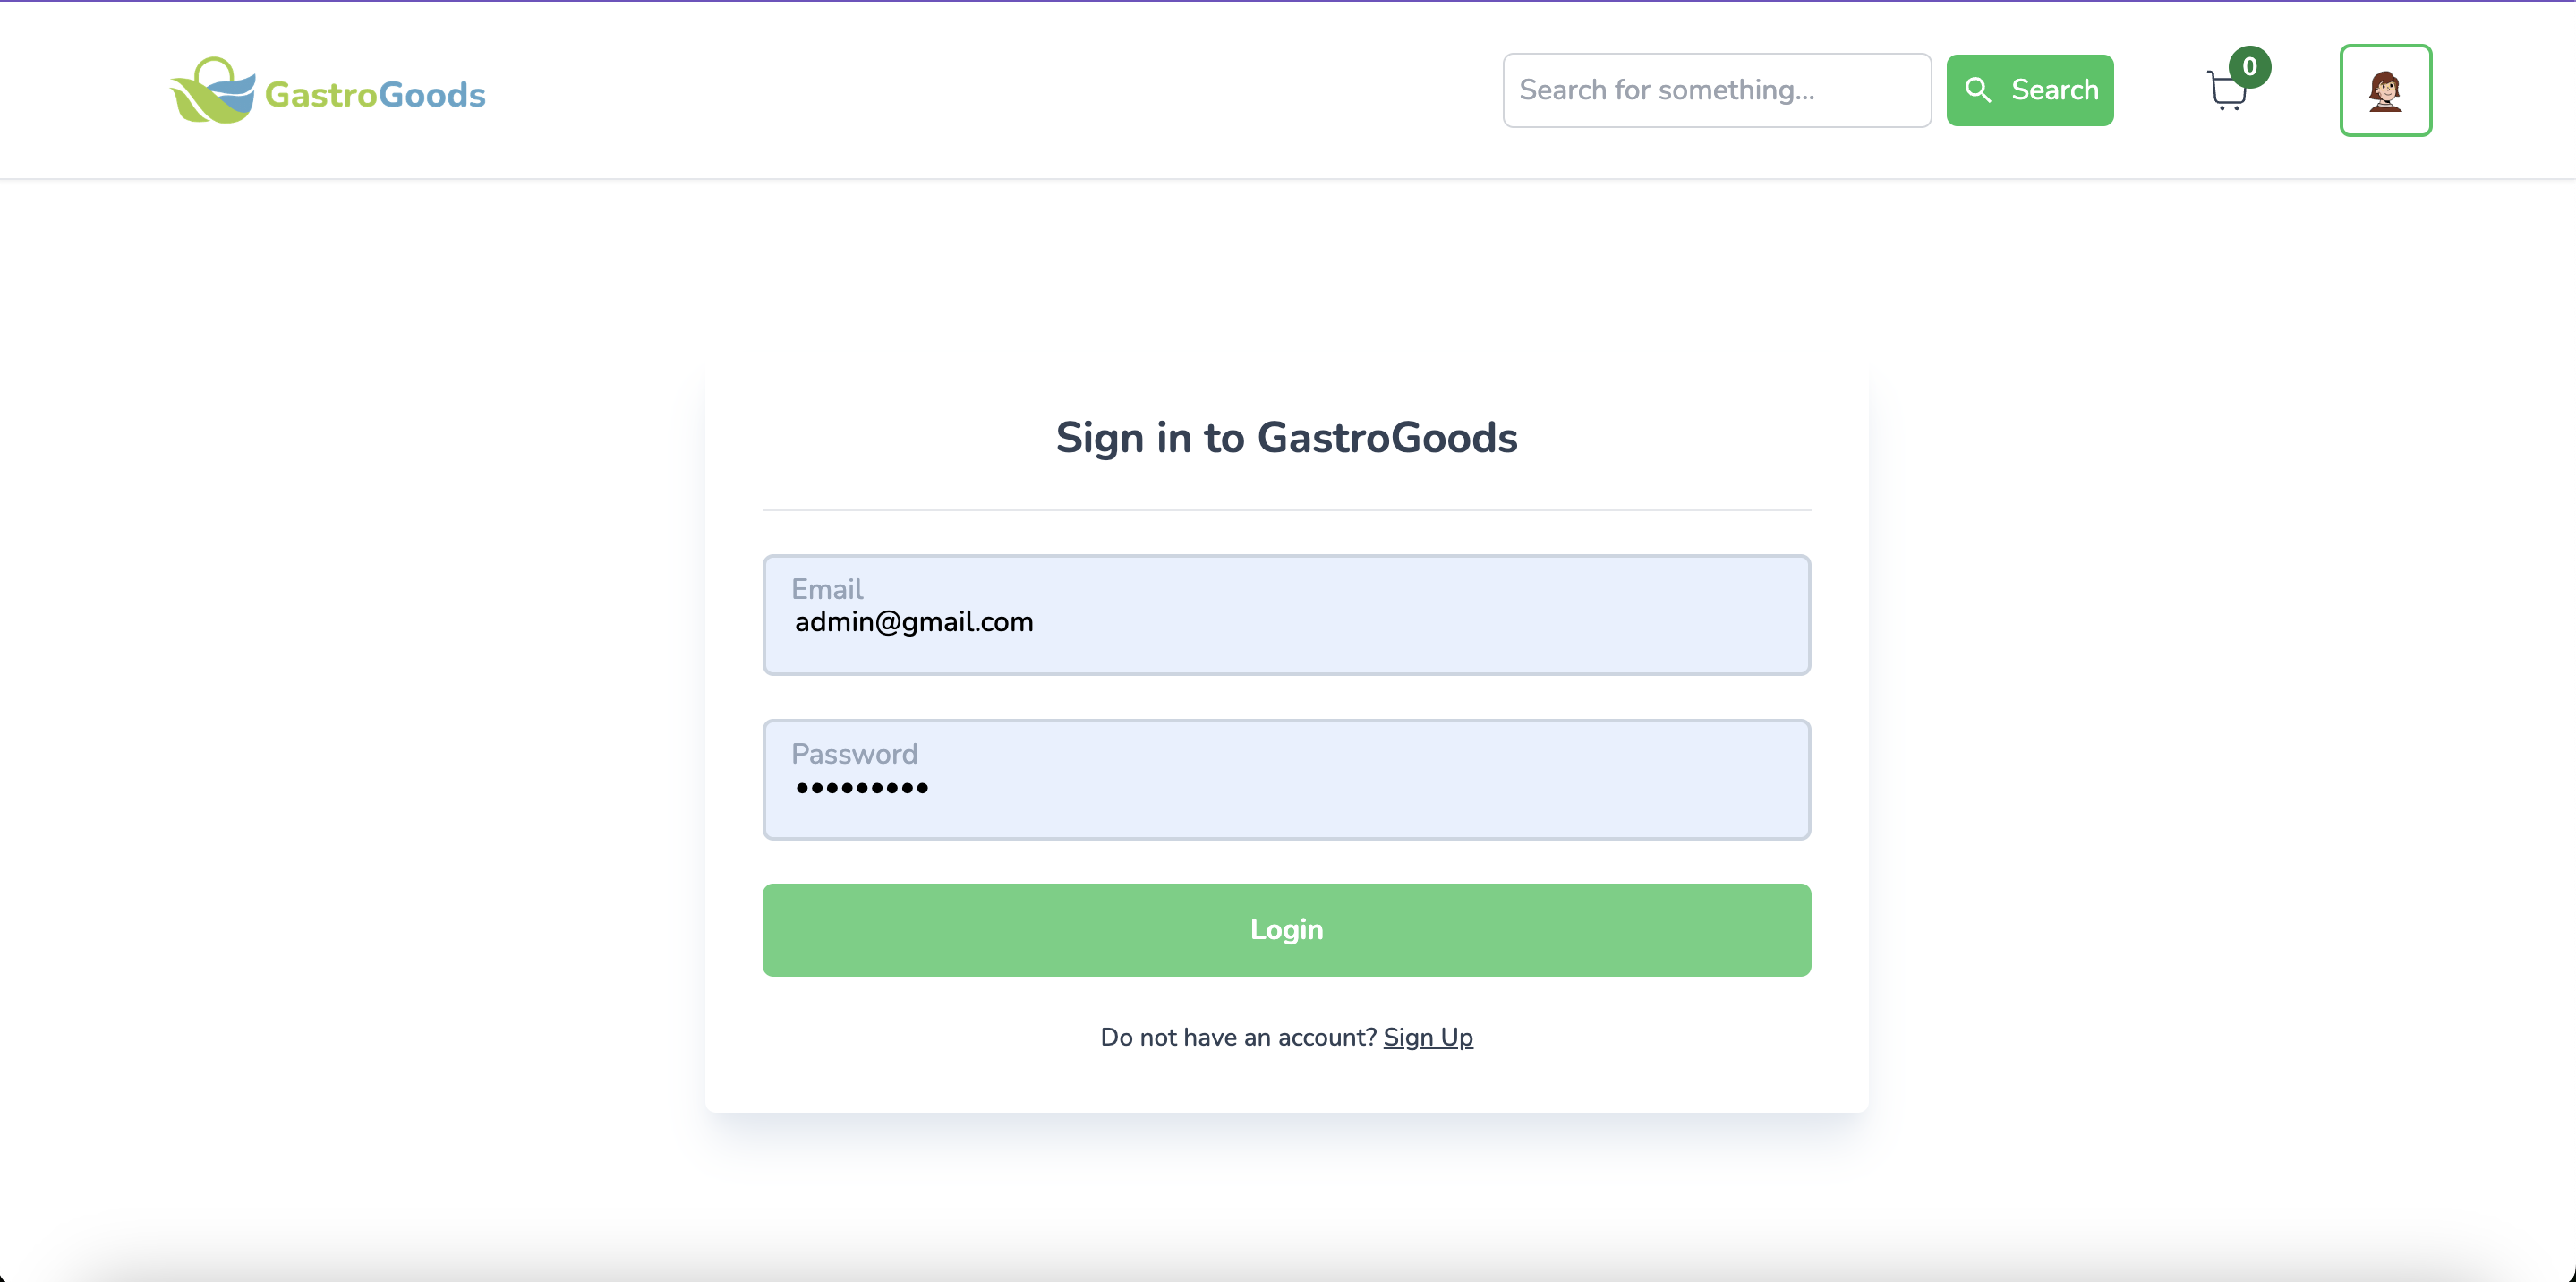 GastroGoods
Search for something...
Search
0
Sign in to GastroGoods
Email
admin@gmail.com
Password
•••••••••
Login
Do not have an account? Sign Up